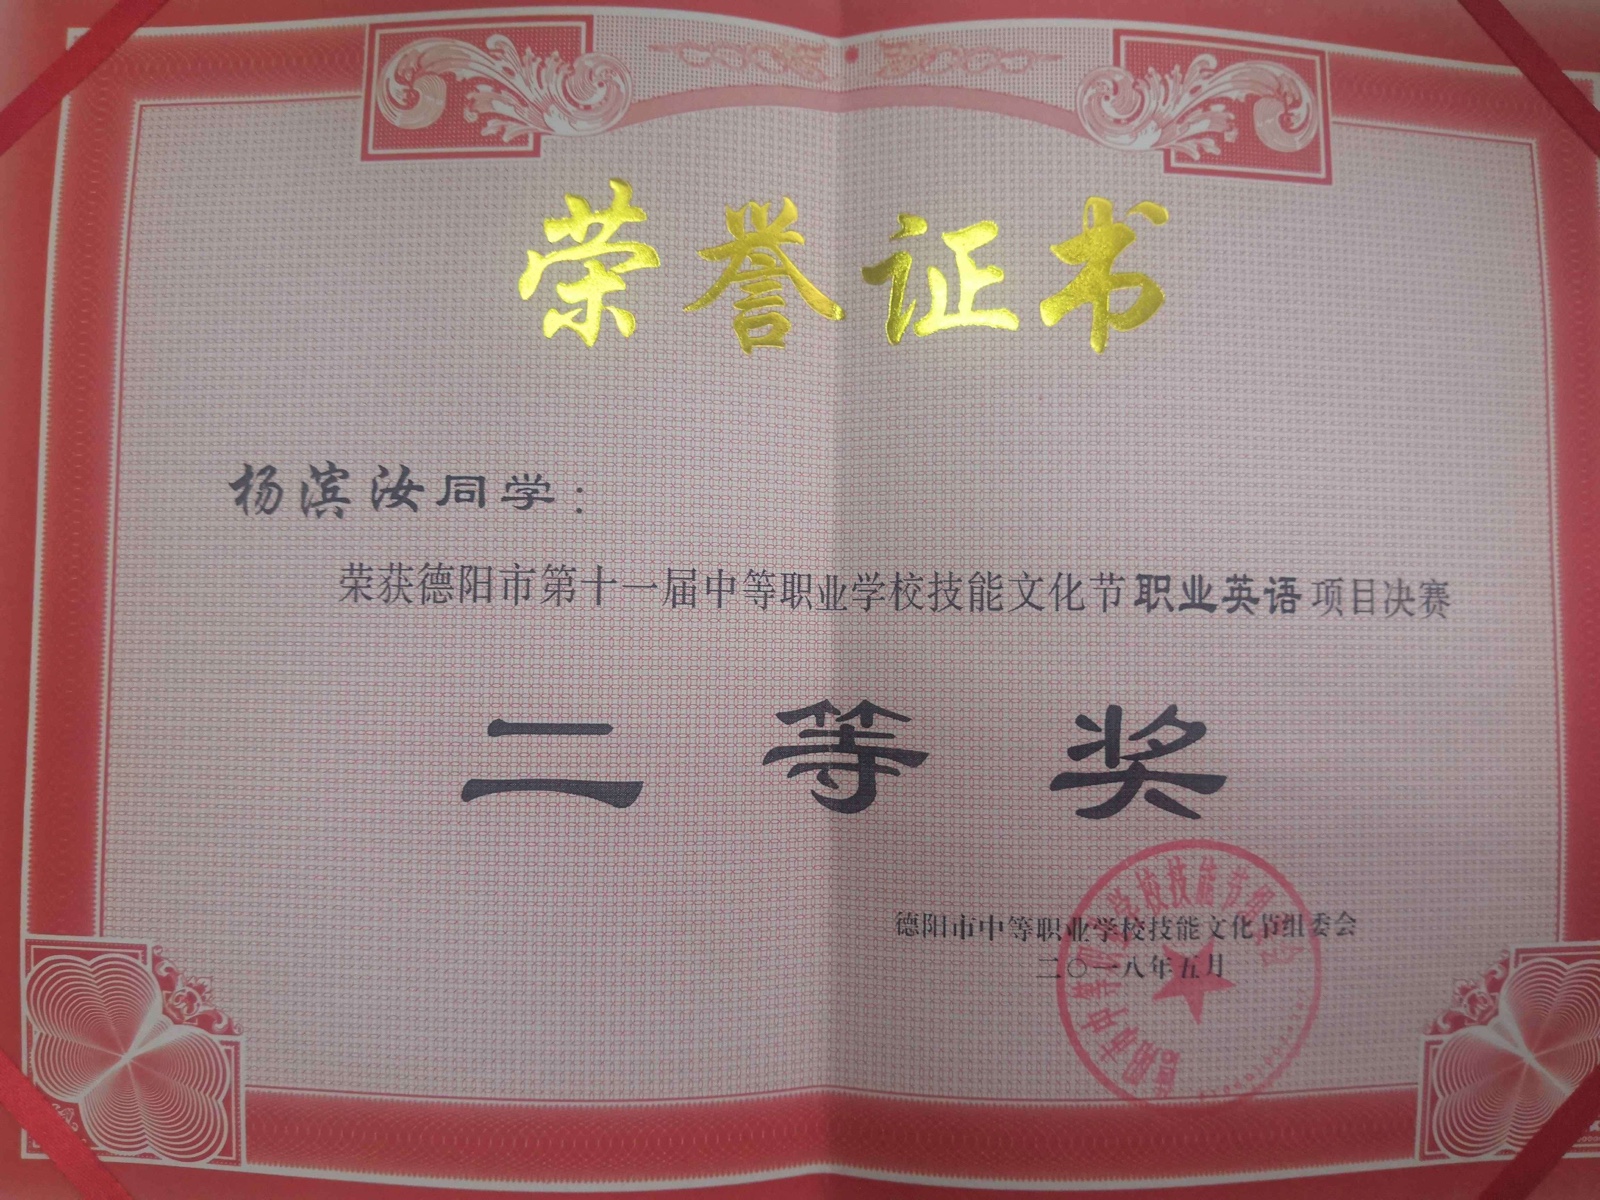 荣誉证书
杨滨汝同学：
荣获德阳市第十一届中等职业学校技能文化节职业英语项目决赛
二等奖
德阳市中等职业学校技能文化节组委会
二〇一八年五月